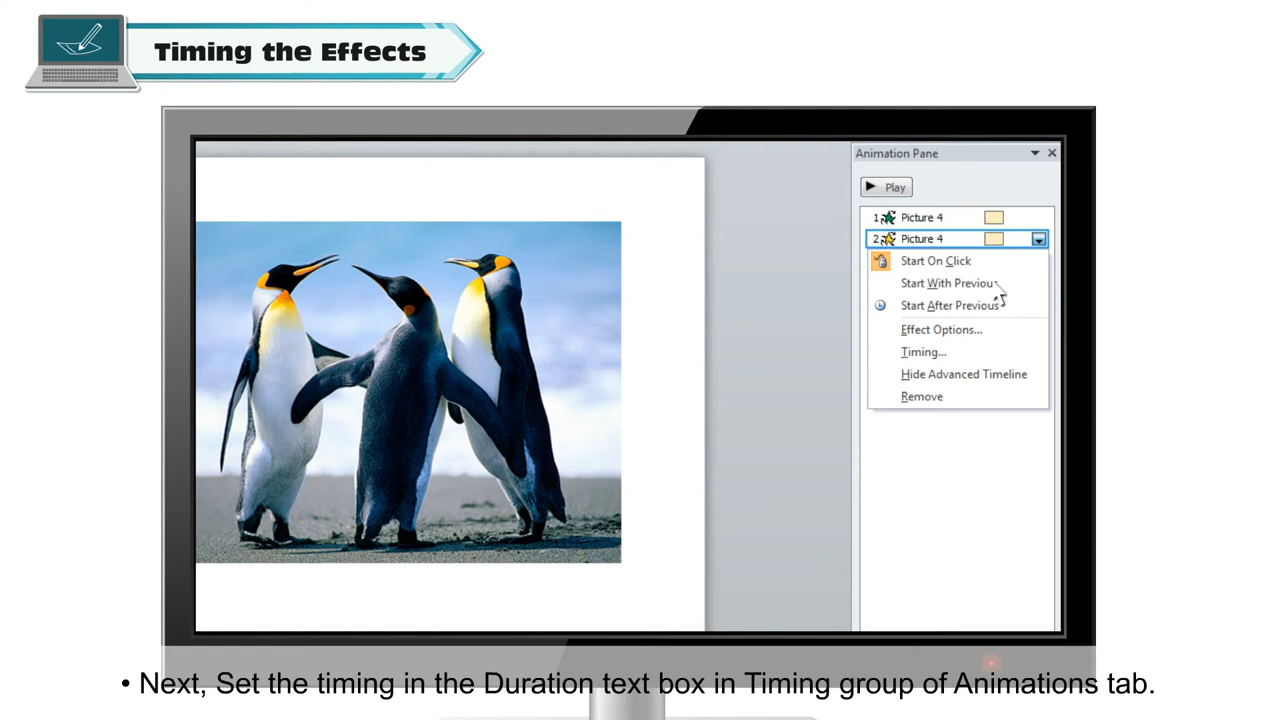 Timing the Effects
Animation Pane
Play
1 Picture 4
2 Picture 4
Start On Click
Start With Previou
Start After Previous
Effect Options...
Timing...
Hide Advanced Timeline
Remove
• Next, Set the timing in the Duration text box in Timing group of Animations tab.